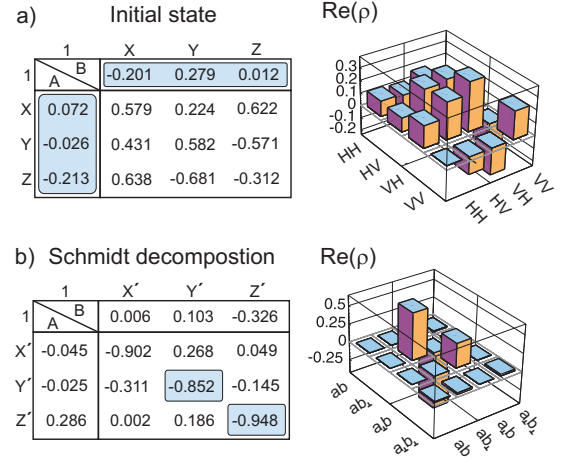 a) Initial state
1 X Y Z
A B
1 -0.201 0.279 0.012
X 0.072 0.579 0.224 0.622
Y -0.026 0.431 0.582 -0.571
Z -0.213 0.638 -0.681 -0.312
Re(ρ)
0.3
0.2
0.1
0
-0.1
-0.2
HH
HV
VH
VV
HH
HV
VH
VV
b) Schmidt decompostion
1 X´ Y´ Z´
A B
1 0.006 0.103 -0.326
X´ -0.045 -0.902 0.268 0.049
Y´ -0.025 -0.311 -0.852 -0.145
Z´ 0.286 0.002 0.186 -0.948
Re(ρ)
0.5
0.25
0
-0.25
ab
ab⊥
a⊥b
a⊥b⊥
ab
ab⊥
a⊥b
a⊥b⊥